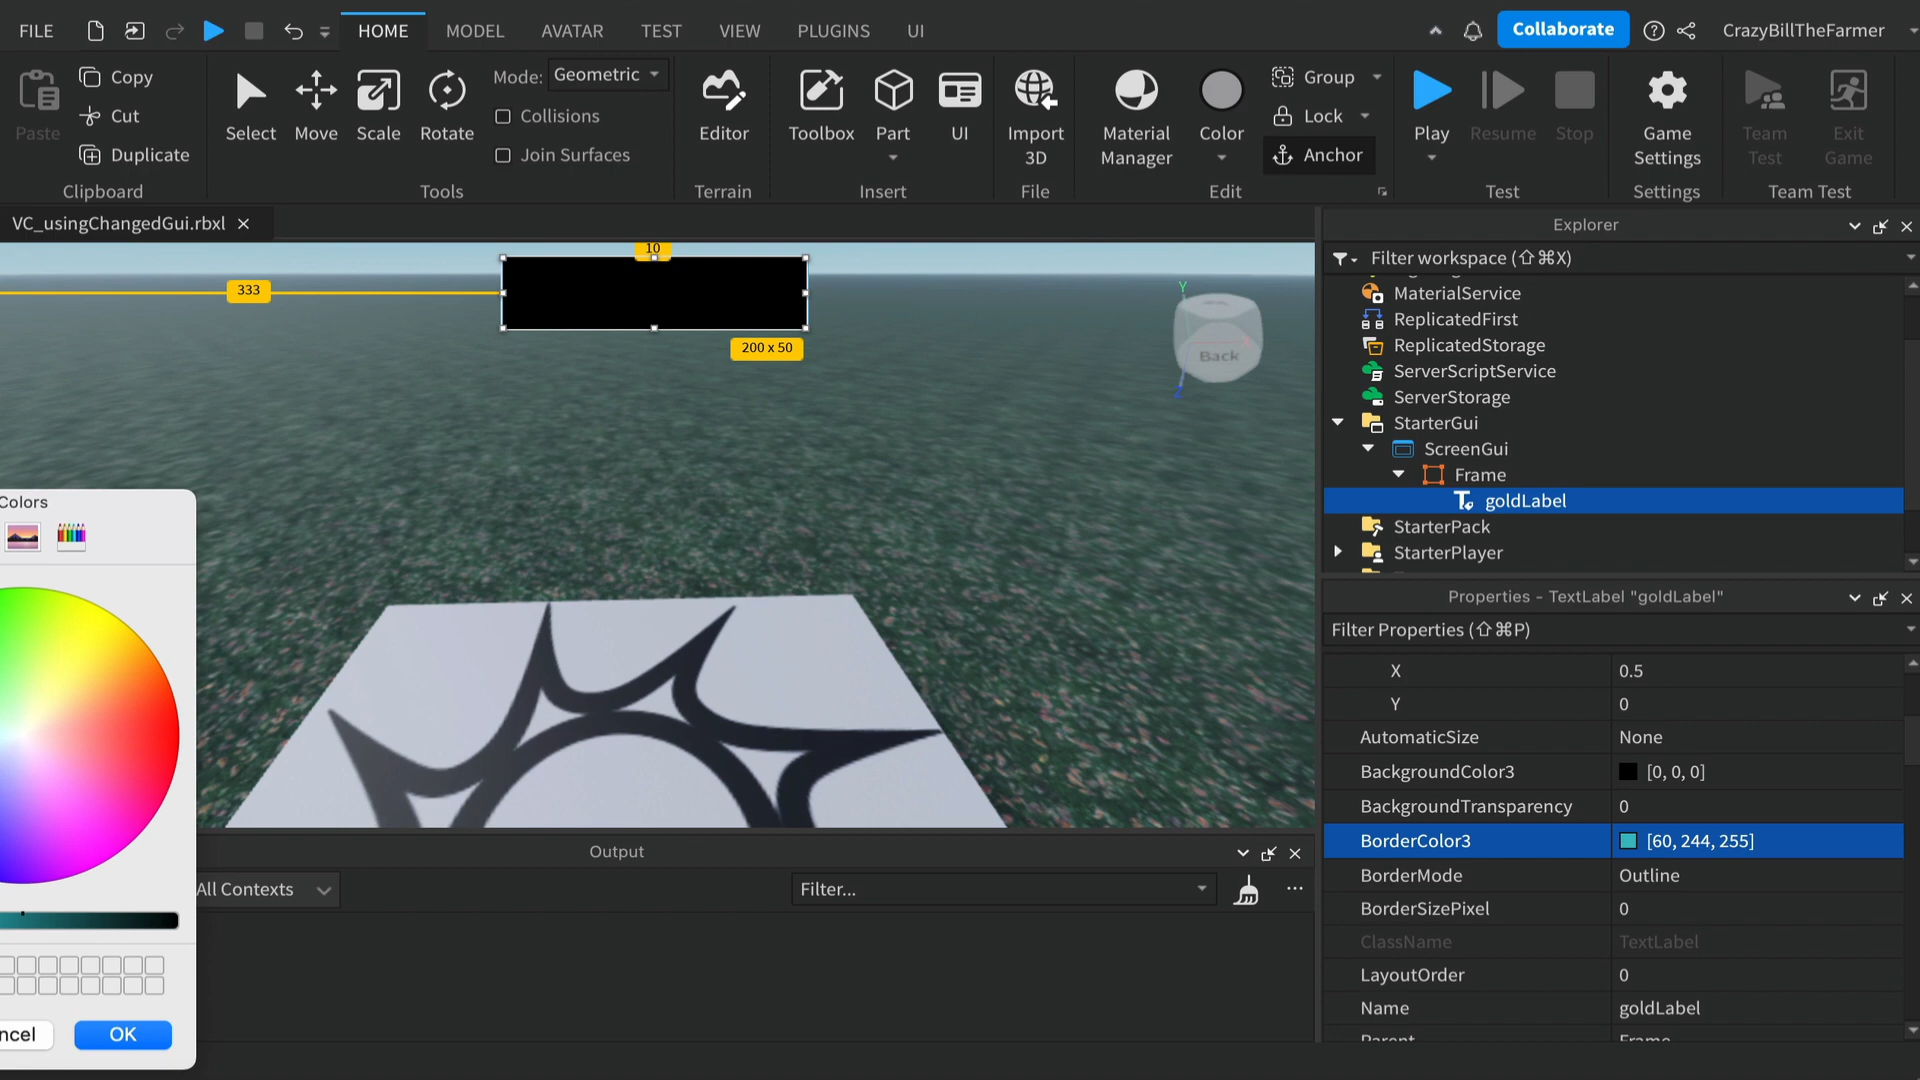 FILE HOME MODEL AVATAR TEST VIEW PLUGINS UI Collaborate CrazyBillTheFarmer
Paste
Copy
Cut
Duplicate
Clipboard
Select Move Scale Rotate
Mode: Geometric
Collisions
Join Surfaces
Tools
Editor
Terrain
Toolbox Part UI
Insert
Import
3D
File
Material
Manager
Color
Group
Lock
Anchor
Edit
Play Resume Stop
Test
Game
Settings
Settings
Team
Test
Exit
Game
Team Test
VC_usingChangedGui.rbxl
10
333
200 x 50
Y
Back
Z
Colors
ncel
OK
Output
All Contexts
Filter...
Explorer
Filter workspace (⇧⌘X)
MaterialService
ReplicatedFirst
ReplicatedStorage
ServerScriptService
ServerStorage
StarterGui
ScreenGui
Frame
goldLabel
StarterPack
StarterPlayer
Properties - TextLabel "goldLabel"
Filter Properties (⇧⌘P)
X 0.5
Y 0
AutomaticSize None
BackgroundColor3 [0, 0, 0]
BackgroundTransparency 0
BorderColor3 [60, 244, 255]
BorderMode Outline
BorderSizePixel 0
ClassName TextLabel
LayoutOrder 0
Name goldLabel
Parent Frame